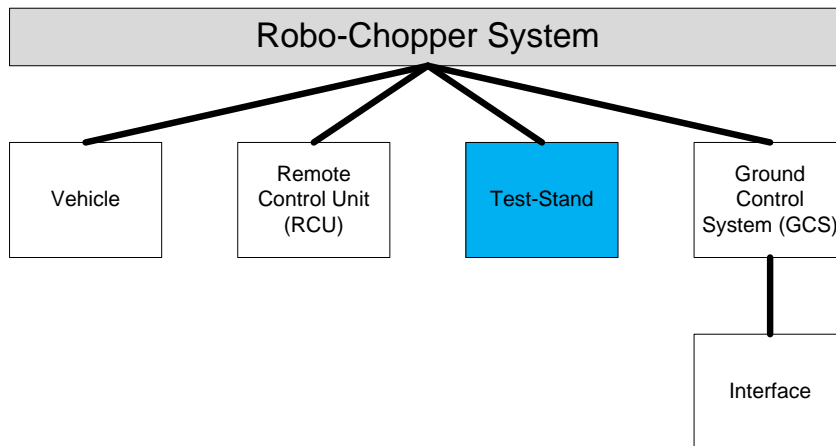 Robo-Chopper System
Vehicle
Remote
Control Unit
(RCU)
Test-Stand
Ground
Control
System (GCS)
Interface